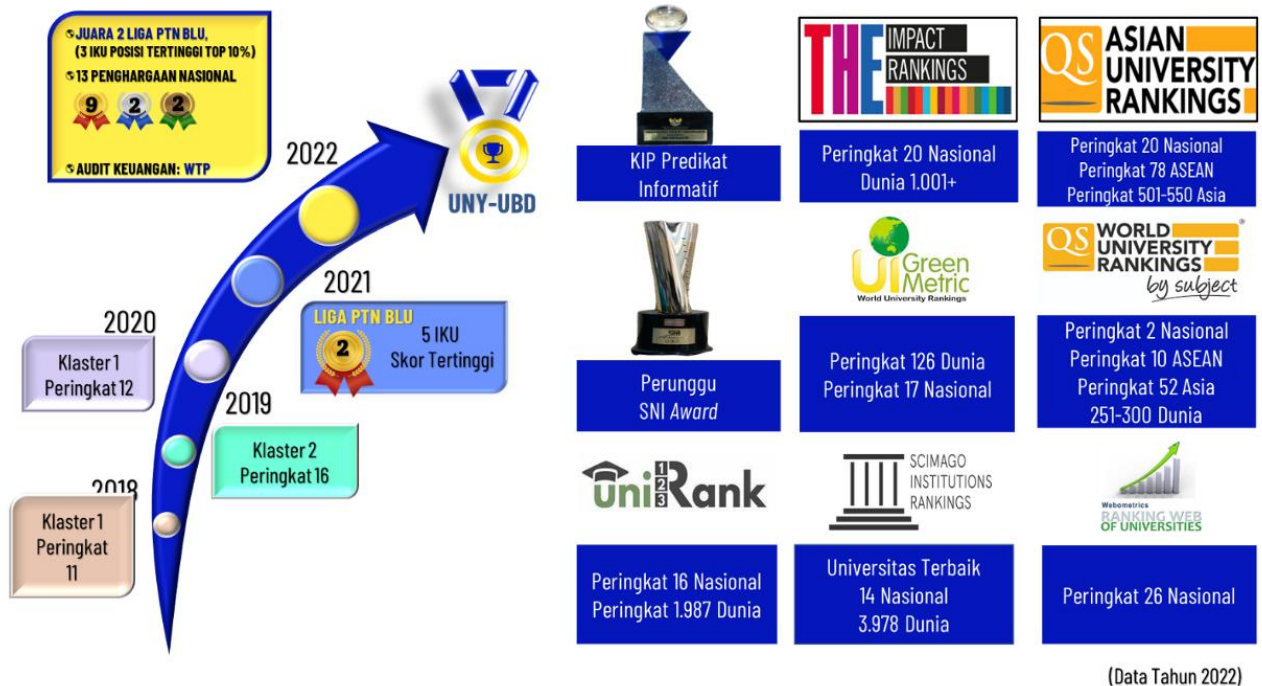 JUARA 2 LIGA PTN BLU,
(3 IKU POSISI TERTINGGI TOP 10%)
13 PENGHARGAAN NASIONAL
9 2 2
AUDIT KEUANGAN: WTP
2022
UNY-UBD
2021
LIGA PTN BLU
2
5 IKU
Skor Tertinggi
2020
Klaster 1
Peringkat 12
2019
Klaster 2
Peringkat 16
2018
Klaster 1
Peringkat
11
KIP Predikat
Informatif
THE IMPACT
RANKINGS
Peringkat 20 Nasional
Dunia 1.001+
QS ASIAN
UNIVERSITY
RANKINGS
Peringkat 20 Nasional
Peringkat 78 ASEAN
Peringkat 501-550 Asia
Perunggu
SNI Award
UI Green
Metric
World University Rankings
Peringkat 126 Dunia
Peringkat 17 Nasional
QS WORLD
UNIVERSITY
RANKINGS
by subject
Peringkat 2 Nasional
Peringkat 10 ASEAN
Peringkat 52 Asia
251-300 Dunia
uniRank
123
Peringkat 16 Nasional
Peringkat 1.987 Dunia
SCIMAGO
INSTITUTIONS
RANKINGS
Universitas Terbaik
14 Nasional
3.978 Dunia
Webometrics
RANKING WEB
OF UNIVERSITIES
Peringkat 26 Nasional
(Data Tahun 2022)